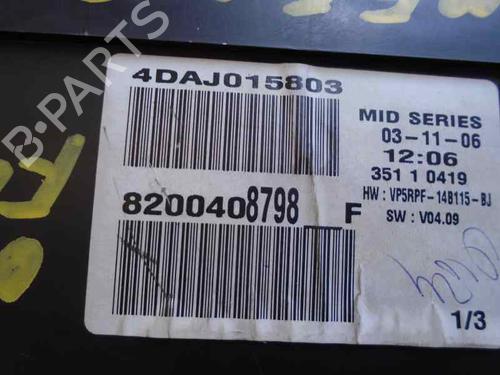 4DAJ015803
MID SERIES
03-11-06
12:06
351 1 0419
HW : VP5RPF-14B115-BJ
SW : V04.09
8200408798__F
1/3
B-PARTS